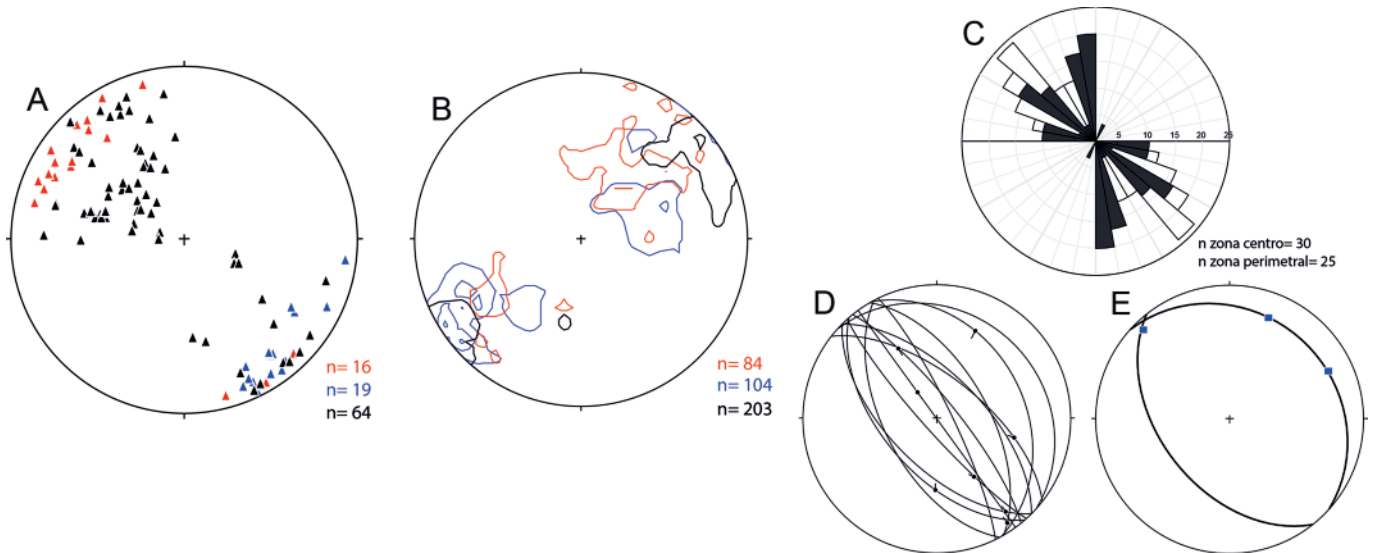 A
n= 16
n= 19
n= 64
B
n= 84
n= 104
n= 203
C
5 10 15 20 25
n zona centro= 30
n zona perimetral= 25
D
E